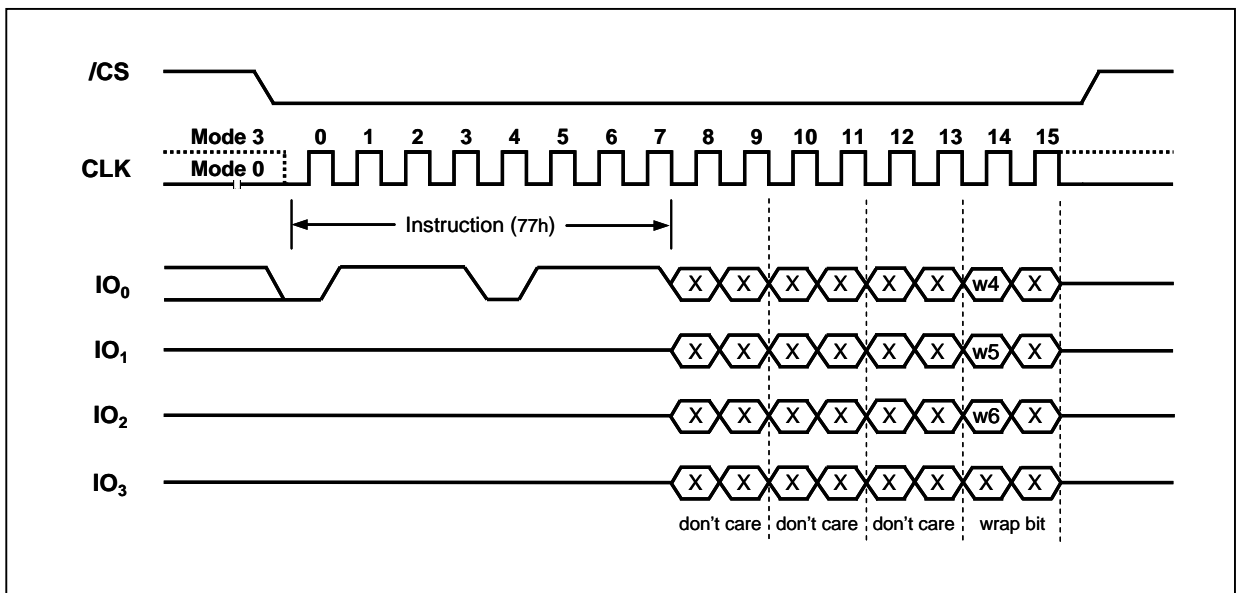 /CS
Mode 3 0 1 2 3 4 5 6 7 8 9 10 11 12 13 14 15
CLK Mode 0
Instruction (77h)
IO0 X X X X X X w4 X
IO1 X X X X X X w5 X
IO2 X X X X X X w6 X
IO3 X X X X X X X X
don't care don't care don't care wrap bit